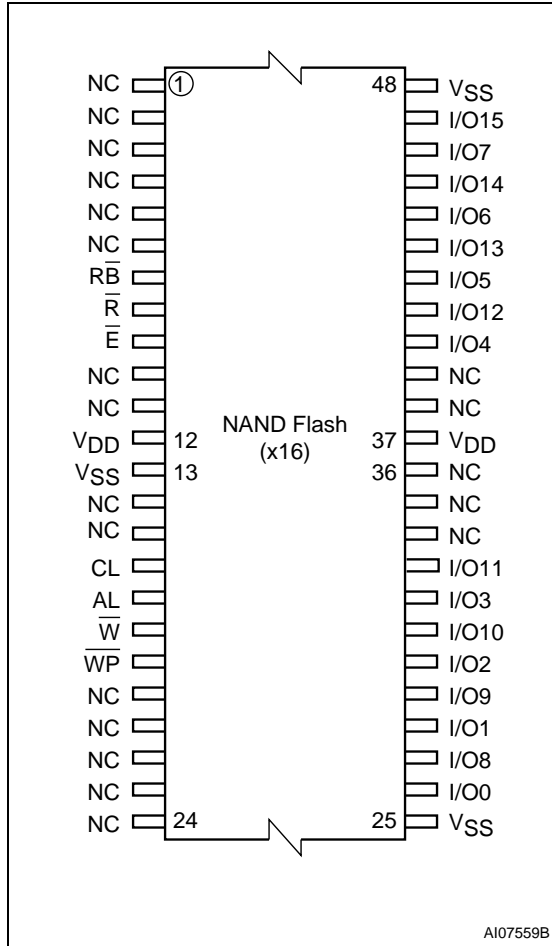 NC 1 48 VSS
NC I/O15
NC I/O7
NC I/O14
NC I/O6
NC I/O13
RB̅ I/O5
R̅ I/O12
E̅ I/O4
NC NC
NC NC
VDD 12 NAND Flash 37 VDD
VSS 13 (x16) 36 NC
NC NC
NC NC
CL I/O11
AL I/O3
W̅ I/O10
W̅P̅ I/O2
NC I/O9
NC I/O1
NC I/O8
NC I/O0
NC 24 25 VSS
AI07559B